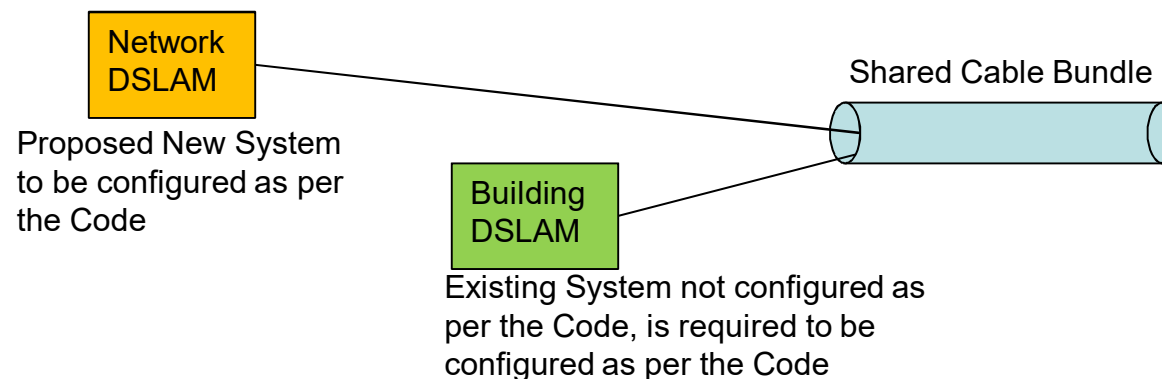 Network
DSLAM
Shared Cable Bundle
Proposed New System
to be configured as per
the Code
Building
DSLAM
Existing System not configured as
per the Code, is required to be
configured as per the Code